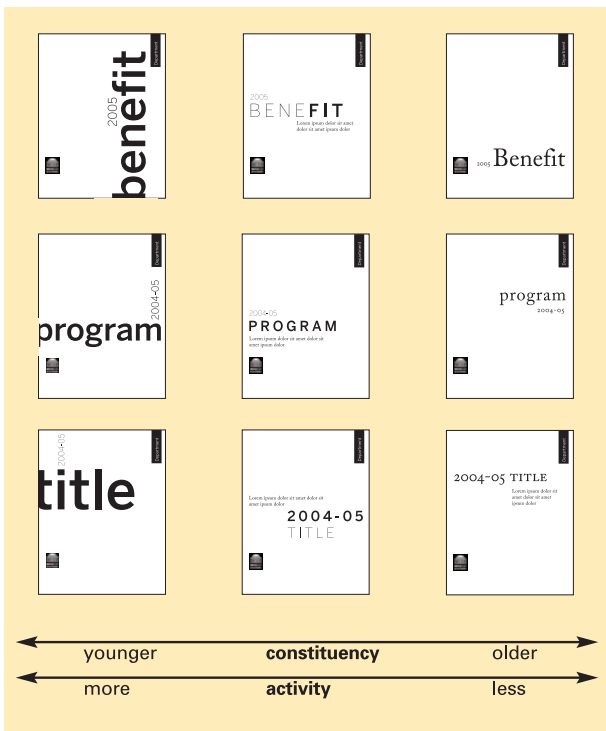 Department
2005
benefit
Department
2005
BENEFIT
Lorem ipsum dolor sit amet
dolor sit amet ipsum dolor
Department
2005 Benefit
Department
2004-05
program
Department
2004-05
PROGRAM
Lorem ipsum dolor sit amet dolor sit
amet ipsum dolor
Department
program
2004-05
Department
2004-05
title
Department
Lorem ipsum dolor sit amet dolor sit
amet ipsum dolor
2004-05
TITLE
Department
2004-05 TITLE
Lorem ipsum dolor sit
amet dolor sit amet
ipsum dolor
younger constituency older
more activity less